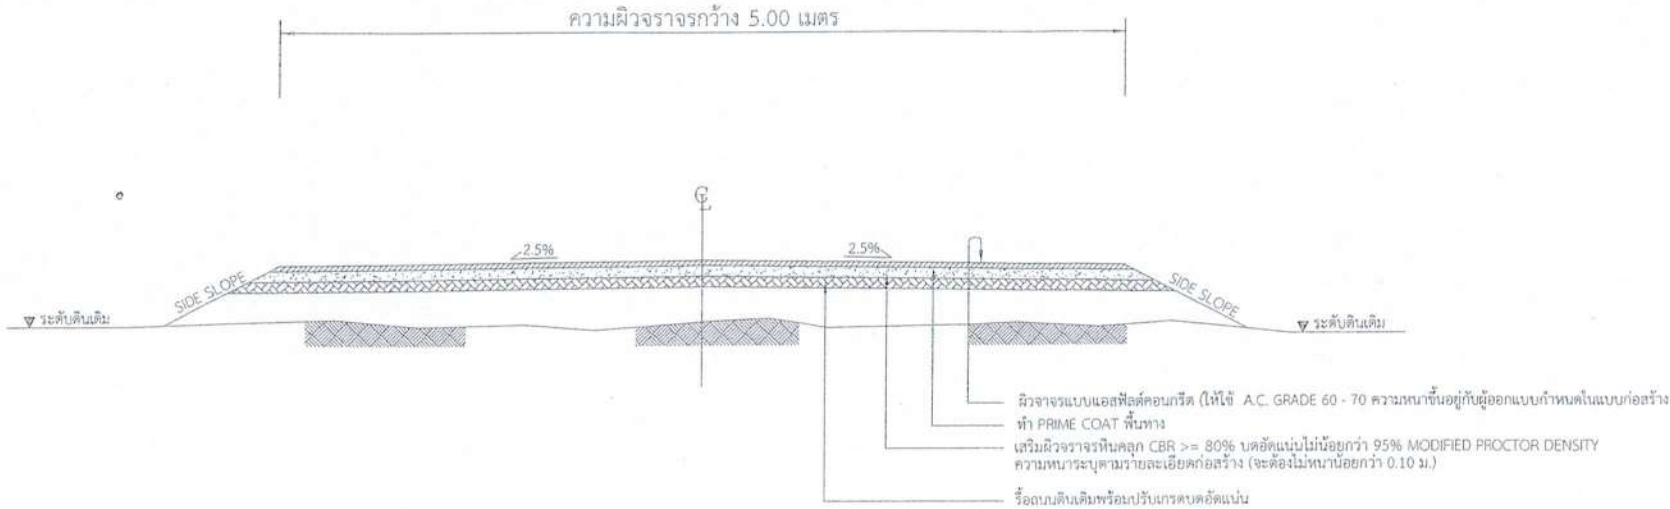 ความผิวจราจรกว้าง 5.00 เมตร
℄
2.5%
2.5%
SIDE SLOPE
SIDE SLOPE
ระดับดินเดิม
ระดับดินเดิม
ผิวจาจรแบบแอสฟัลต์คอนกรีต (ให้ใช้ A.C. GRADE 60 - 70 ความหนาขึ้นอยู่กับผู้ออกแบบกำหนดในแบบก่อสร้าง
ทำ PRIME COAT พื้นทาง
เสริมผิวจราจรหินคลุก CBR >= 80% บดอัดแน่นไม่น้อยกว่า 95% MODIFIED PROCTOR DENSITY
ความหนาระบุตามรายละเอียดก่อสร้าง (จะต้องไม่หนาน้อยกว่า 0.10 ม.)
รื้อถนนดินเดิมพร้อมปรับเกรดบดอัดแน่น